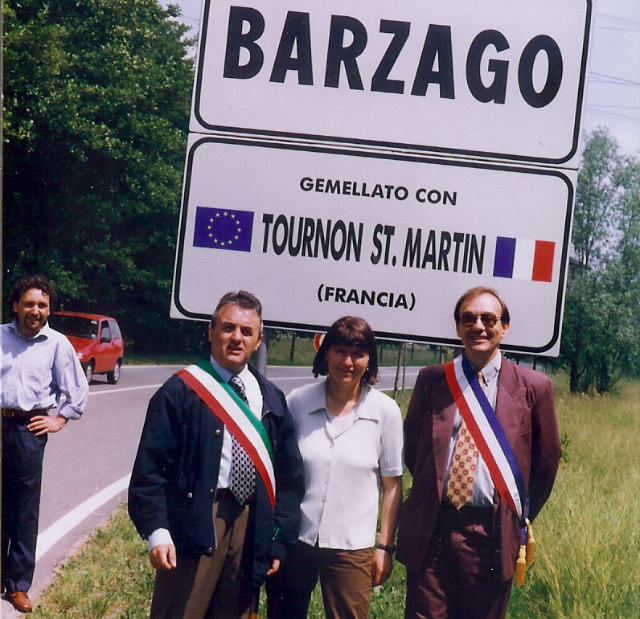 BARZAGO
GEMELLATO CON
TOURNON ST. MARTIN
(FRANCIA)